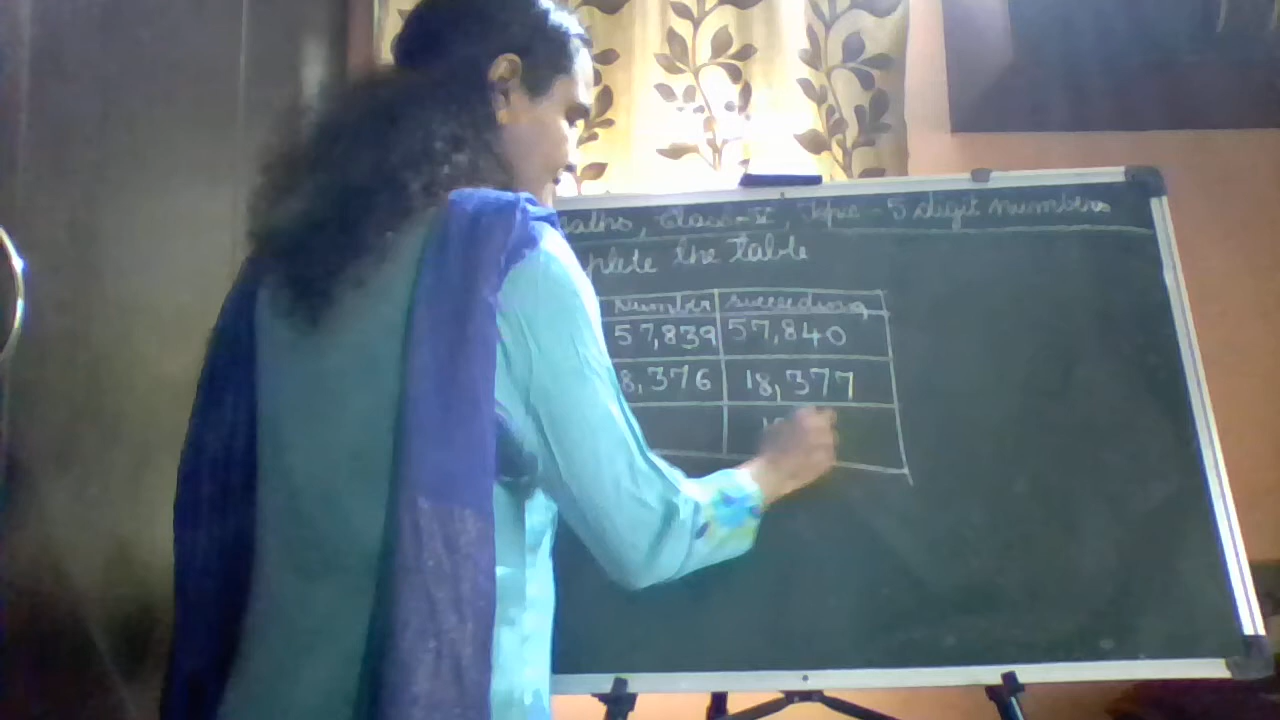 Maths, Class-V, Topic - 5 digit numbers
plete the table
Number succeeding
57,839 57,840
8,376 18,377